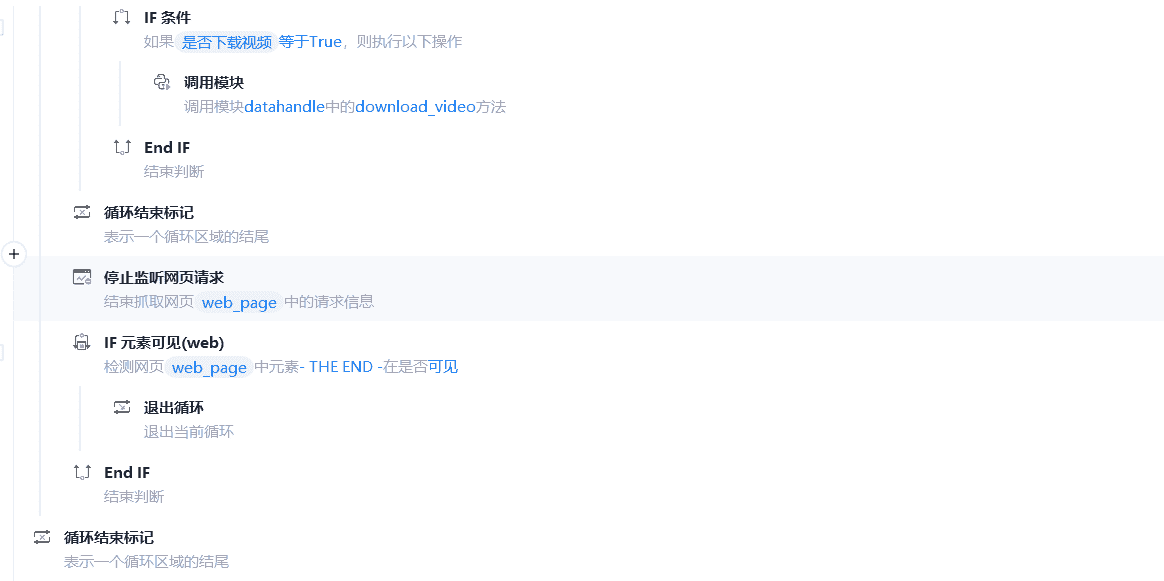 IF 条件
如果 是否下载视频 等于True，则执行以下操作
调用模块
调用模块datahandle中的download_video方法
End IF
结束判断
循环结束标记
表示一个循环区域的结尾
停止监听网页请求
结束抓取网页 web_page 中的请求信息
IF 元素可见(web)
检测网页 web_page 中元素- THE END -在是否可见
退出循环
退出当前循环
End IF
结束判断
循环结束标记
表示一个循环区域的结尾